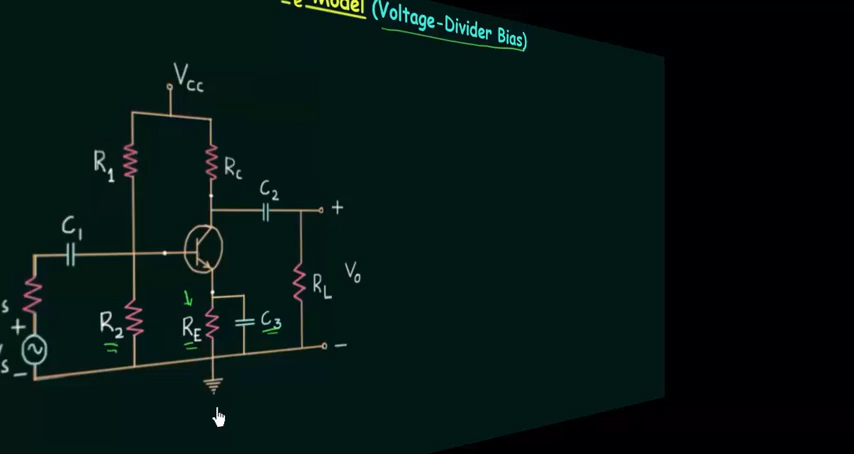 Model (Voltage-Divider Bias)
Vcc
R1
Rc
C2
+
C1
Vo
RL
s
+
R2
RE
C3
s
-
-